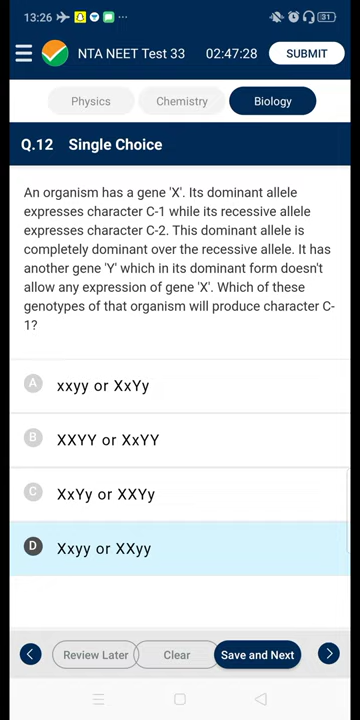 13:26
31
NTA NEET Test 33 02:47:28 SUBMIT
Physics Chemistry Biology
Q.12 Single Choice
An organism has a gene 'X'. Its dominant allele
expresses character C-1 while its recessive allele
expresses character C-2. This dominant allele is
completely dominant over the recessive allele. It has
another gene 'Y' which in its dominant form doesn't
allow any expression of gene 'X'. Which of these
genotypes of that organism will produce character C-
1?
A xxyy or XxYy
B XXYY or XxYY
C XxYy or XXYy
D Xxyy or XXyy
Review Later Clear Save and Next